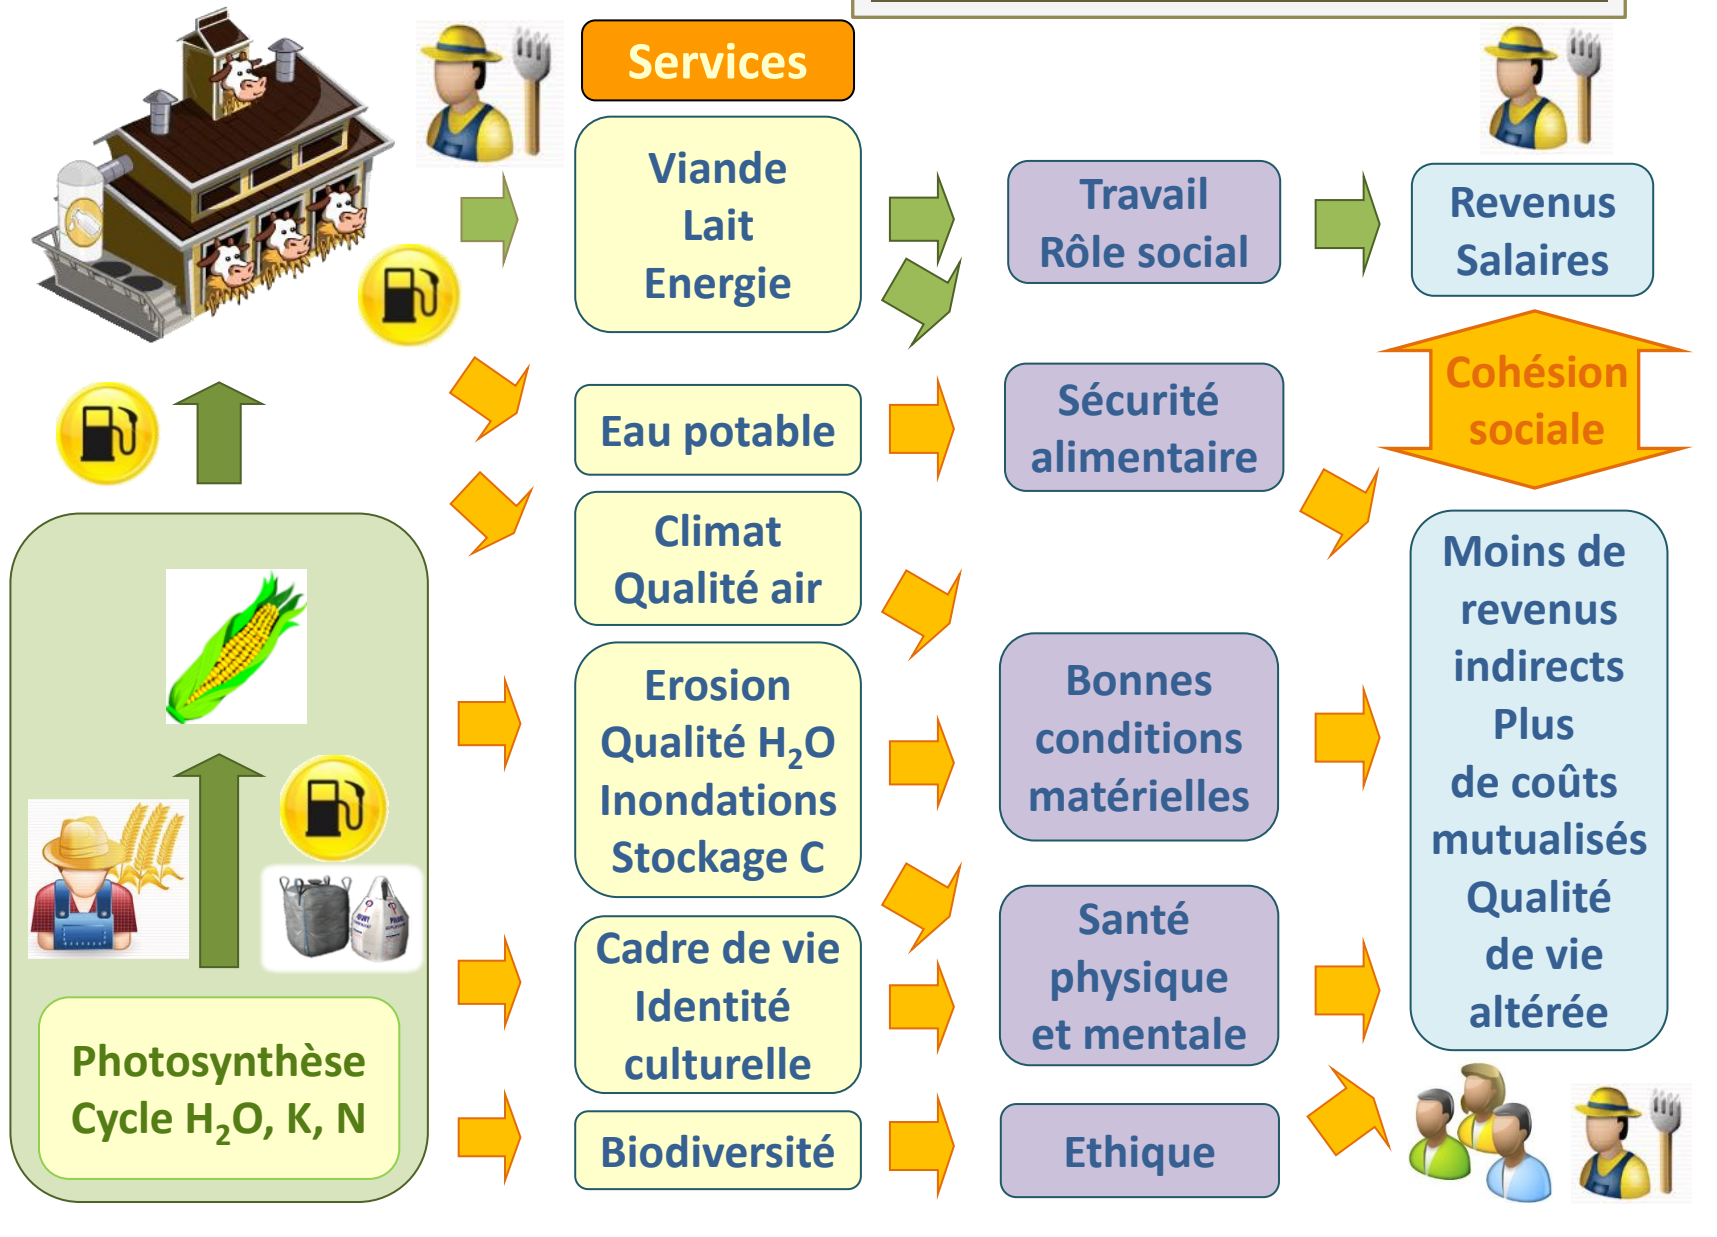 Services
Viande
Lait
Energie
Travail
Rôle social
Revenus
Salaires
Cohésion
sociale
Eau potable
Sécurité
alimentaire
Climat
Qualité air
Erosion
Qualité H₂O
Inondations
Stockage C
Bonnes
conditions
matérielles
Moins de
revenus
indirects
Plus
de coûts
mutualisés
Qualité
de vie
altérée
Cadre de vie
Identité
culturelle
Santé
physique
et mentale
Photosynthèse
Cycle H₂O, K, N
Biodiversité
Ethique